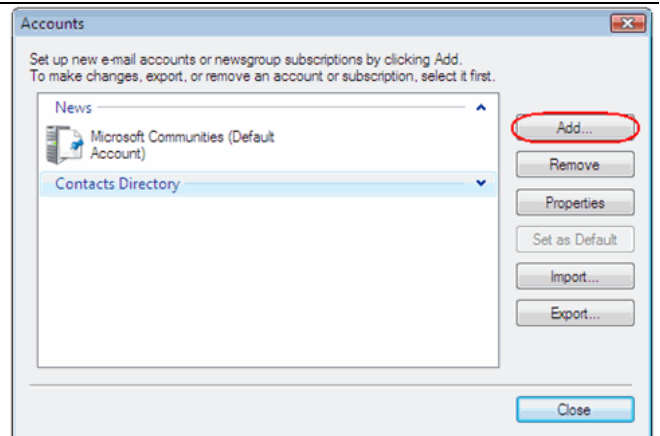 Accounts
Set up new e-mail accounts or newsgroup subscriptions by clicking Add.
To make changes, export, or remove an account or subscription, select it first.
News
Microsoft Communities (Default
Account)
Contacts Directory
Add...
Remove
Properties
Set as Default
Import...
Export...
Close